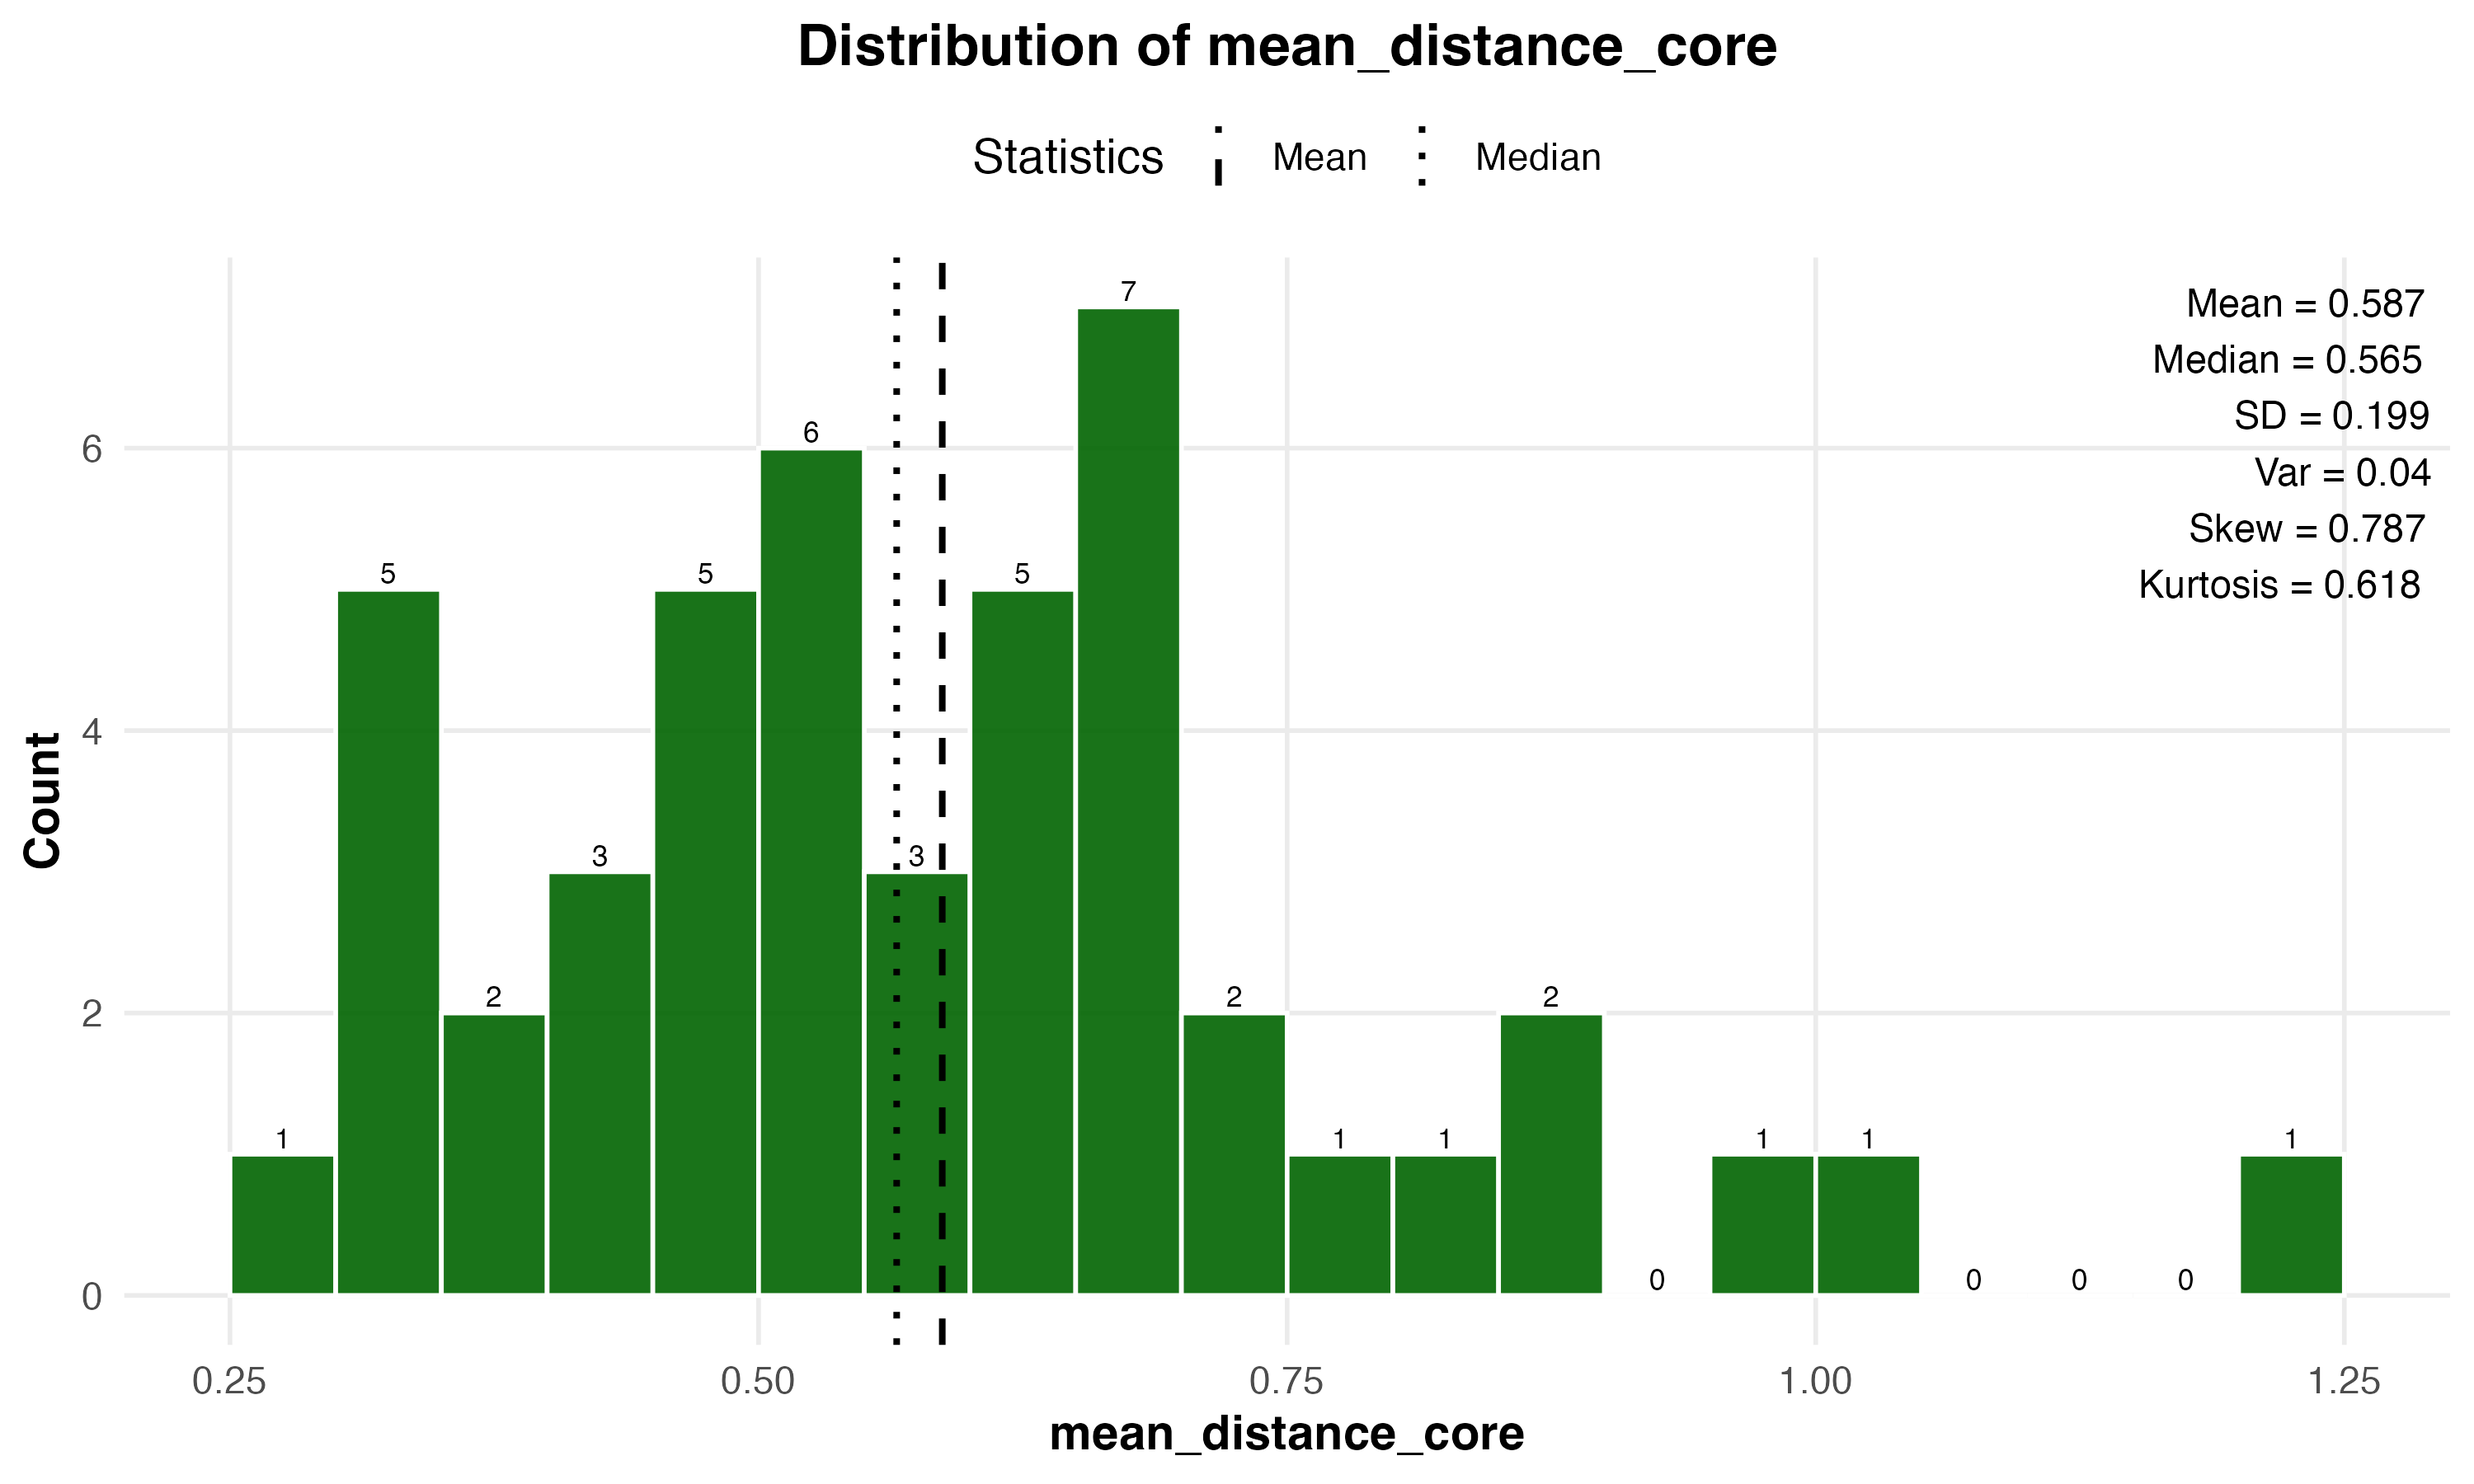 Distribution of mean_distance_core
Statistics Mean Median
Mean = 0.587
Median = 0.565
SD = 0.199
Var = 0.04
Skew = 0.787
Kurtosis = 0.618
Count
6
4
2
0
1
5
2
3
5
6
3
5
7
2
1
1
2
0
1
1
0
0
0
1
0.25 0.50 0.75 1.00 1.25
mean_distance_core